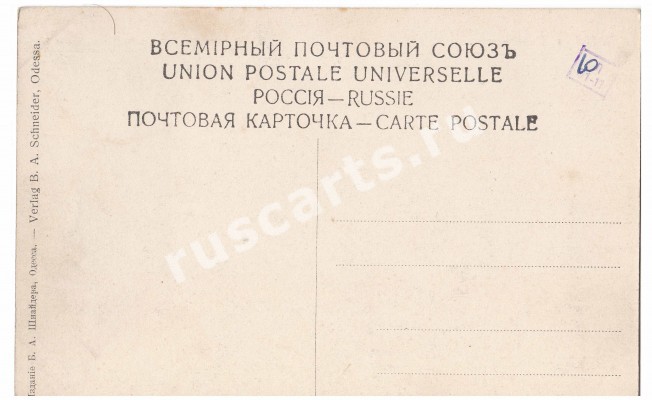 ВСЕМІРНЫЙ ПОЧТОВЫЙ СОЮЗЪ
UNION POSTALE UNIVERSELLE
РОССІЯ—RUSSIE
ПОЧТОВАЯ КАРТОЧКА—CARTE POSTALE
Изданіе Б. А. Шнайдера, Одесса. — Verlag B. A. Schneider, Odessa.
ruscarts.ru